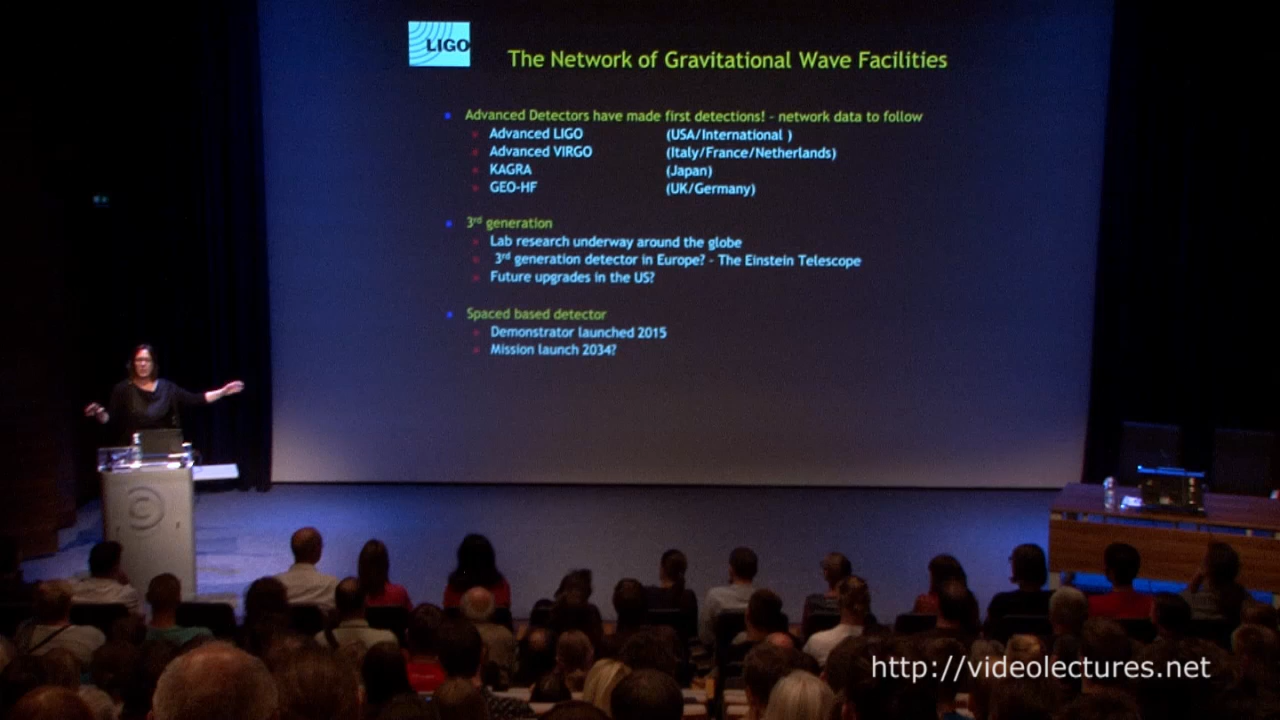 LIGO
The Network of Gravitational Wave Facilities
Advanced Detectors have made first detections! - network data to follow
Advanced LIGO (USA/International )
Advanced VIRGO (Italy/France/Netherlands)
KAGRA (Japan)
GEO-HF (UK/Germany)
3rd generation
Lab research underway around the globe
3rd generation detector in Europe? - The Einstein Telescope
Future upgrades in the US?
Spaced based detector
Demonstrator launched 2015
Mission launch 2034?
http://videolectures.net